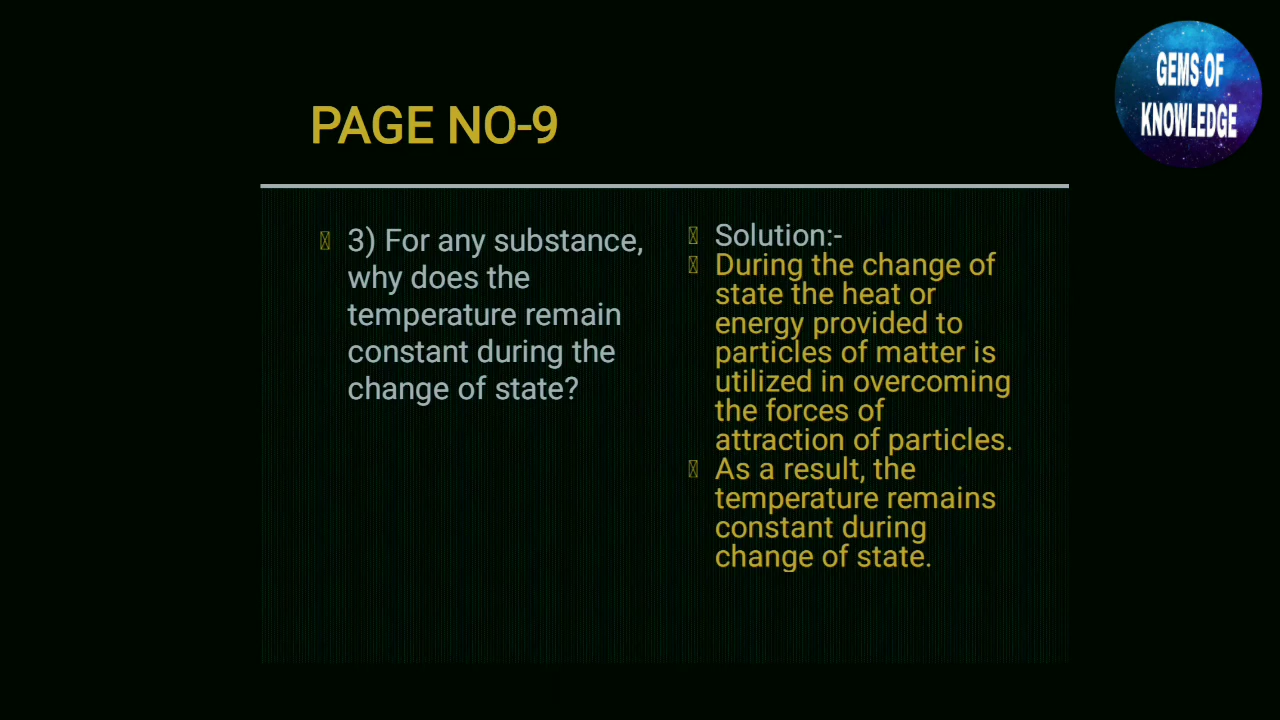 GEMS OF
KNOWLEDGE
PAGE NO-9
3) For any substance,
why does the
temperature remain
constant during the
change of state?
Solution:-
During the change of
state the heat or
energy provided to
particles of matter is
utilized in overcoming
the forces of
attraction of particles.
As a result, the
temperature remains
constant during
change of state.